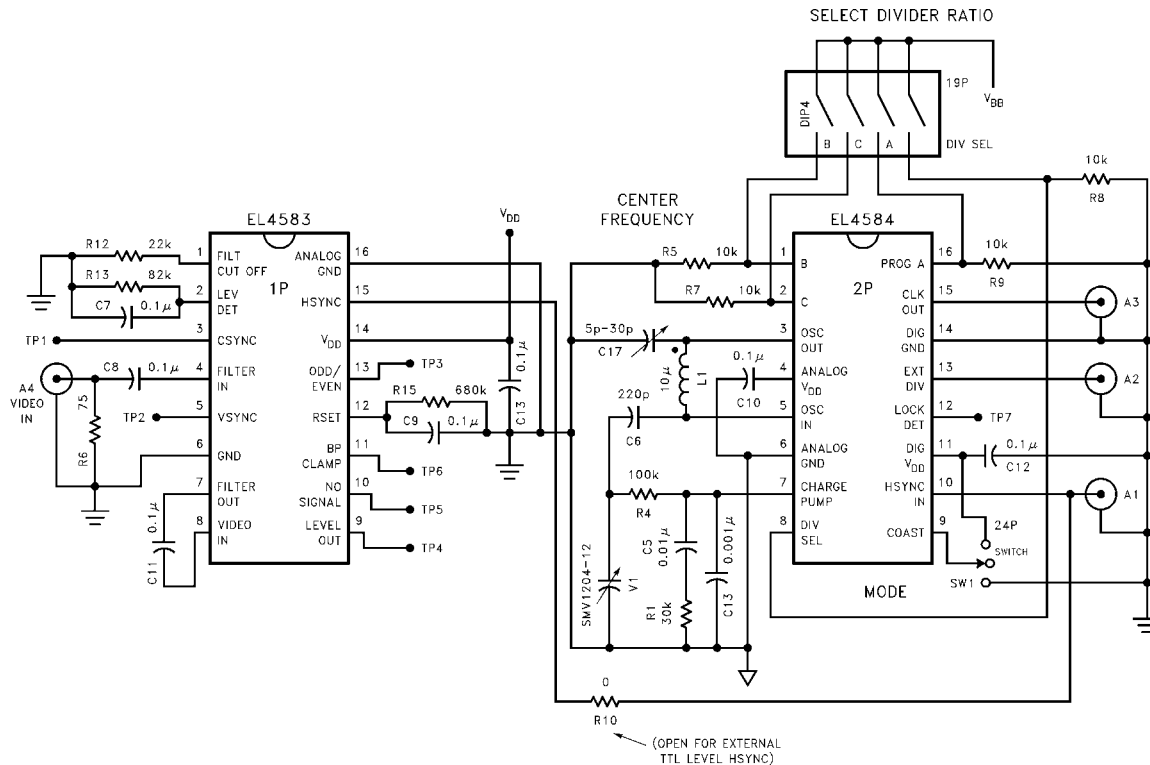 SELECT DIVIDER RATIO
19P
V_BB
DIP4
B C A
DIV SEL
10k
R8
CENTER
FREQUENCY
EL4583
V_DD
EL4584
R12 22k
R13 82k
C7 0.1μ
1 FILT
CUT OFF
2 LEV
DET
3 CSYNC
4 FILTER
IN
5 VSYNC
6 GND
7 FILTER
OUT
8 VIDEO
IN
1P
ANALOG 16
GND
HSYNC 15
V_DD 14
ODD/ 13
EVEN
RSET 12
BP 11
CLAMP
NO 10
SIGNAL
LEVEL 9
OUT
TP1
C8 0.1μ
A4
VIDEO
IN
75
R6
TP2
0.1μ
C11
TP3
R15 680k
C9 0.1μ
0.1μ
C13
TP6
TP5
TP4
R5 10k
R7 10k
5p-30p
C17
10μ
L1
0.1μ
C10
220p
C6
100k
R4
SMV1204-12
V1
C5
0.01μ
R1
30k
0.001μ
C13
1 B
2 C
3 OSC
OUT
4 ANALOG
V_DD
5 OSC
IN
6 ANALOG
GND
7 CHARGE
PUMP
8 DIV
SEL
2P
PROG A 16
CLK 15
OUT
DIG 14
GND
EXT 13
DIV
LOCK 12
DET
DIG 11
V_DD
HSYNC 10
IN
COAST 9
10k
R9
A3
A2
TP7
0.1μ
C12
A1
24P
SWITCH
SW1
MODE
0
R10
(OPEN FOR EXTERNAL
TTL LEVEL HSYNC)